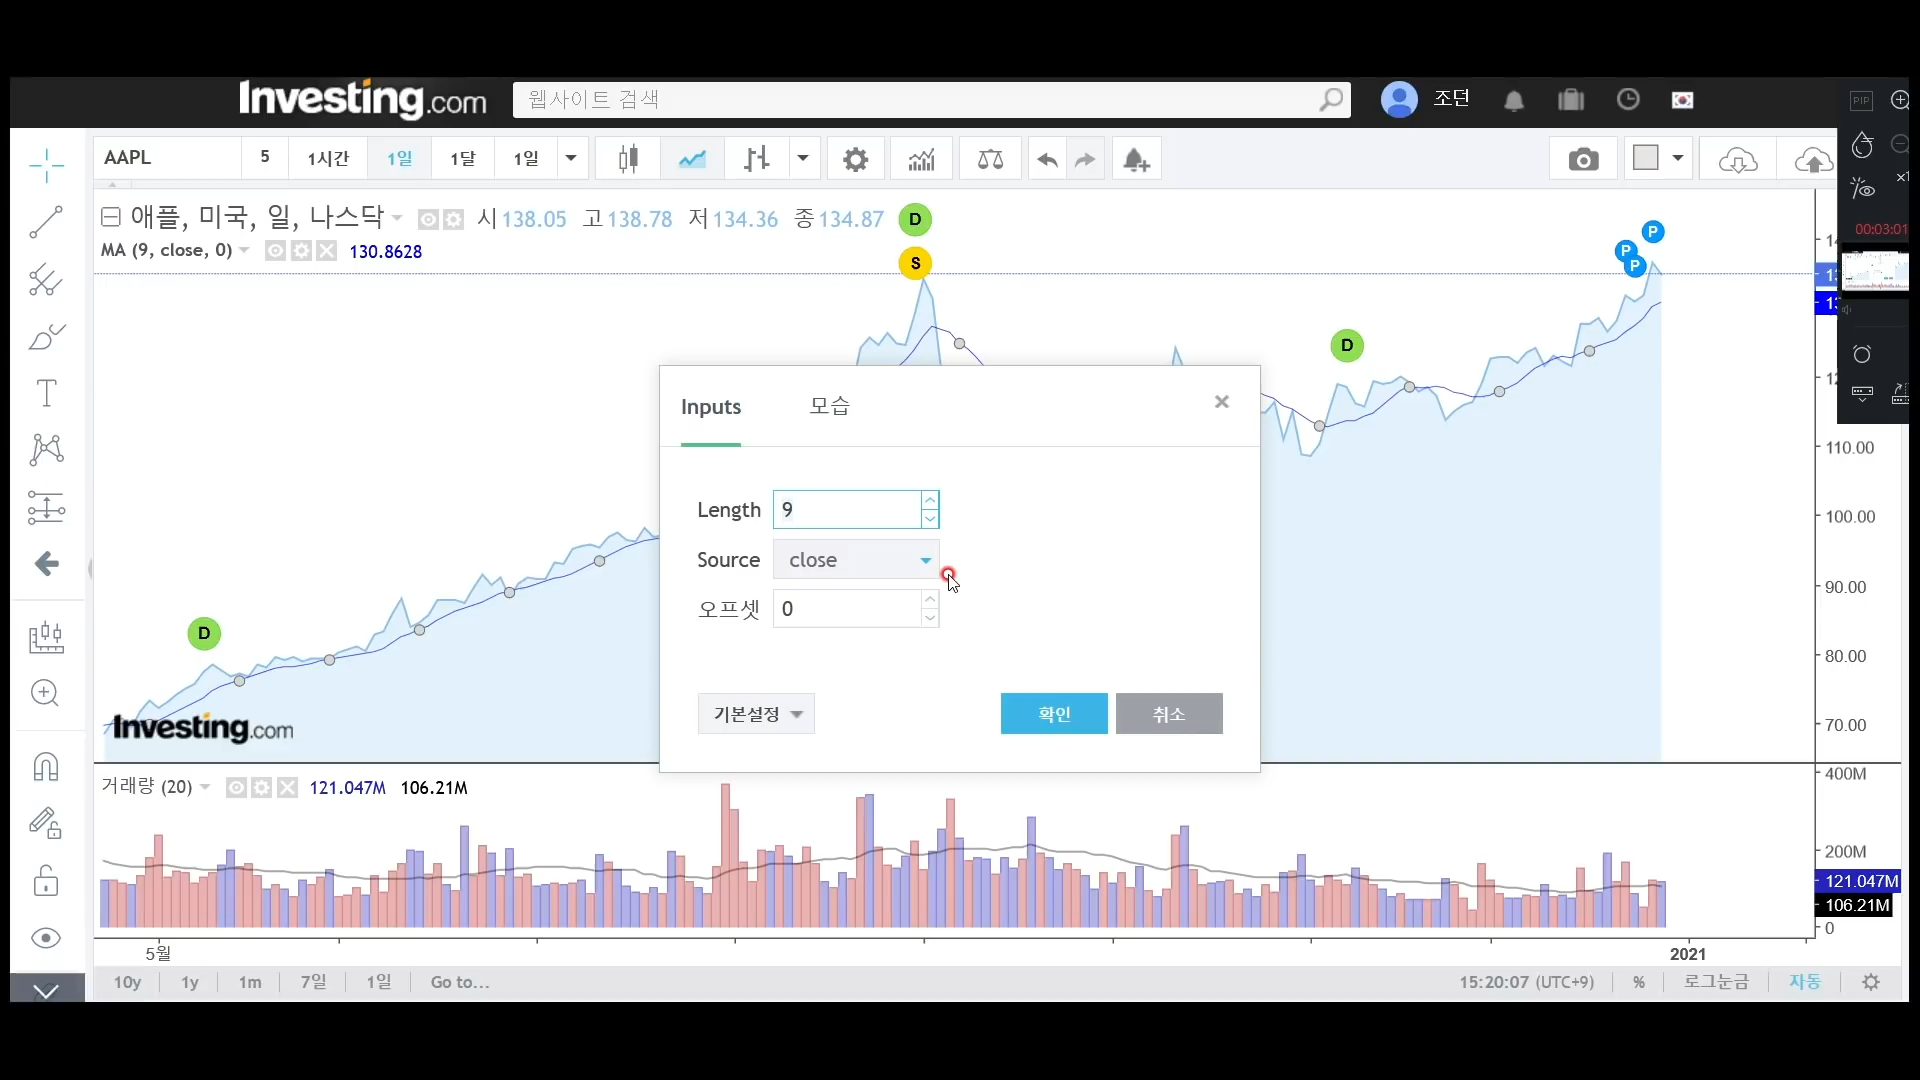 Investing.com
웹사이트 검색
조던
PIP
AAPL
5
1시간
1일
1달
1일
00:03:01
애플, 미국, 일, 나스닥
시 138.05 고 138.78 저 134.36 종 134.87
MA (9, close, 0)
130.8628
D
S
P
P
P
D
D
Inputs
모습
Length
9
Source
close
오프셋
0
기본설정
확인
취소
110.00
100.00
90.00
80.00
70.00
Investing.com
거래량 (20)
121.047M
106.21M
400M
200M
121.047M
106.21M
0
5월
2021
10y
1y
1m
7일
1일
Go to...
15:20:07 (UTC+9)
%
로그눈금
자동